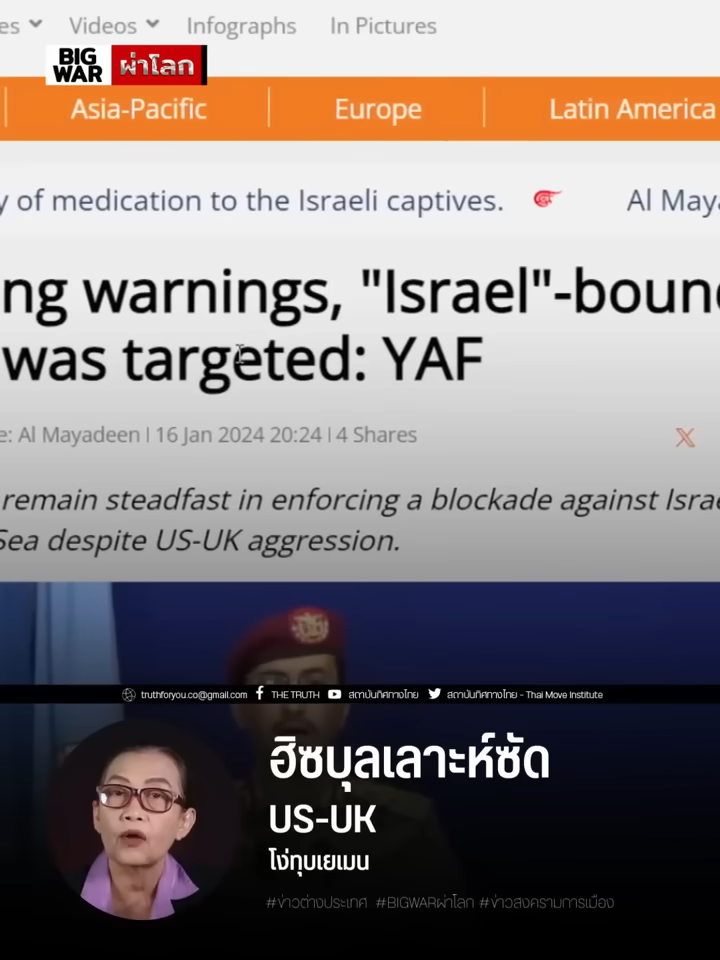 es Videos Infographs In Pictures
BIG WAR ผ่าโลก
Asia-Pacific Europe Latin America
y of medication to the Israeli captives. Al Maya
ng warnings, "Israel"-boun
was targeted: YAF
e: Al Mayadeen | 16 Jan 2024 20:24 | 4 Shares
remain steadfast in enforcing a blockade against Israe
Sea despite US-UK aggression.
truthforyou.co@gmail.com THE TRUTH สถาบันทิศทางไทย สถาบันทิศทางไทย - Thai Move Institute
ฮิซบุลเลาะห์ซัด
US-UK
โง่ทุบเยเมน
#ข่าวต่างประเทศ #BIGWARผ่าโลก #ข่าวสงครามการเมือง